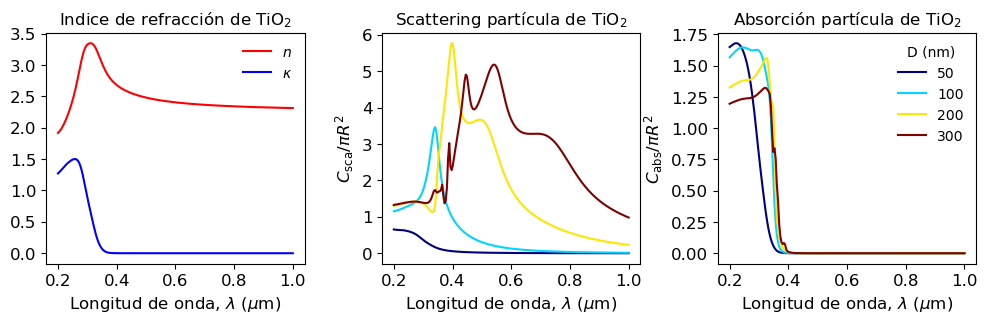 Indice de refracción de TiO₂
3.5
3.0
2.5
2.0
1.5
1.0
0.5
0.0
n
κ
0.2 0.4 0.6 0.8 1.0
Longitud de onda, λ (μm)
Scattering partícula de TiO₂
C_sca/πR²
6
5
4
3
2
1
0
0.2 0.4 0.6 0.8 1.0
Longitud de onda, λ (μm)
Absorción partícula de TiO₂
C_abs/πR²
1.75
1.50
1.25
1.00
0.75
0.50
0.25
0.00
D (nm)
50
100
200
300
0.2 0.4 0.6 0.8 1.0
Longitud de onda, λ (μm)